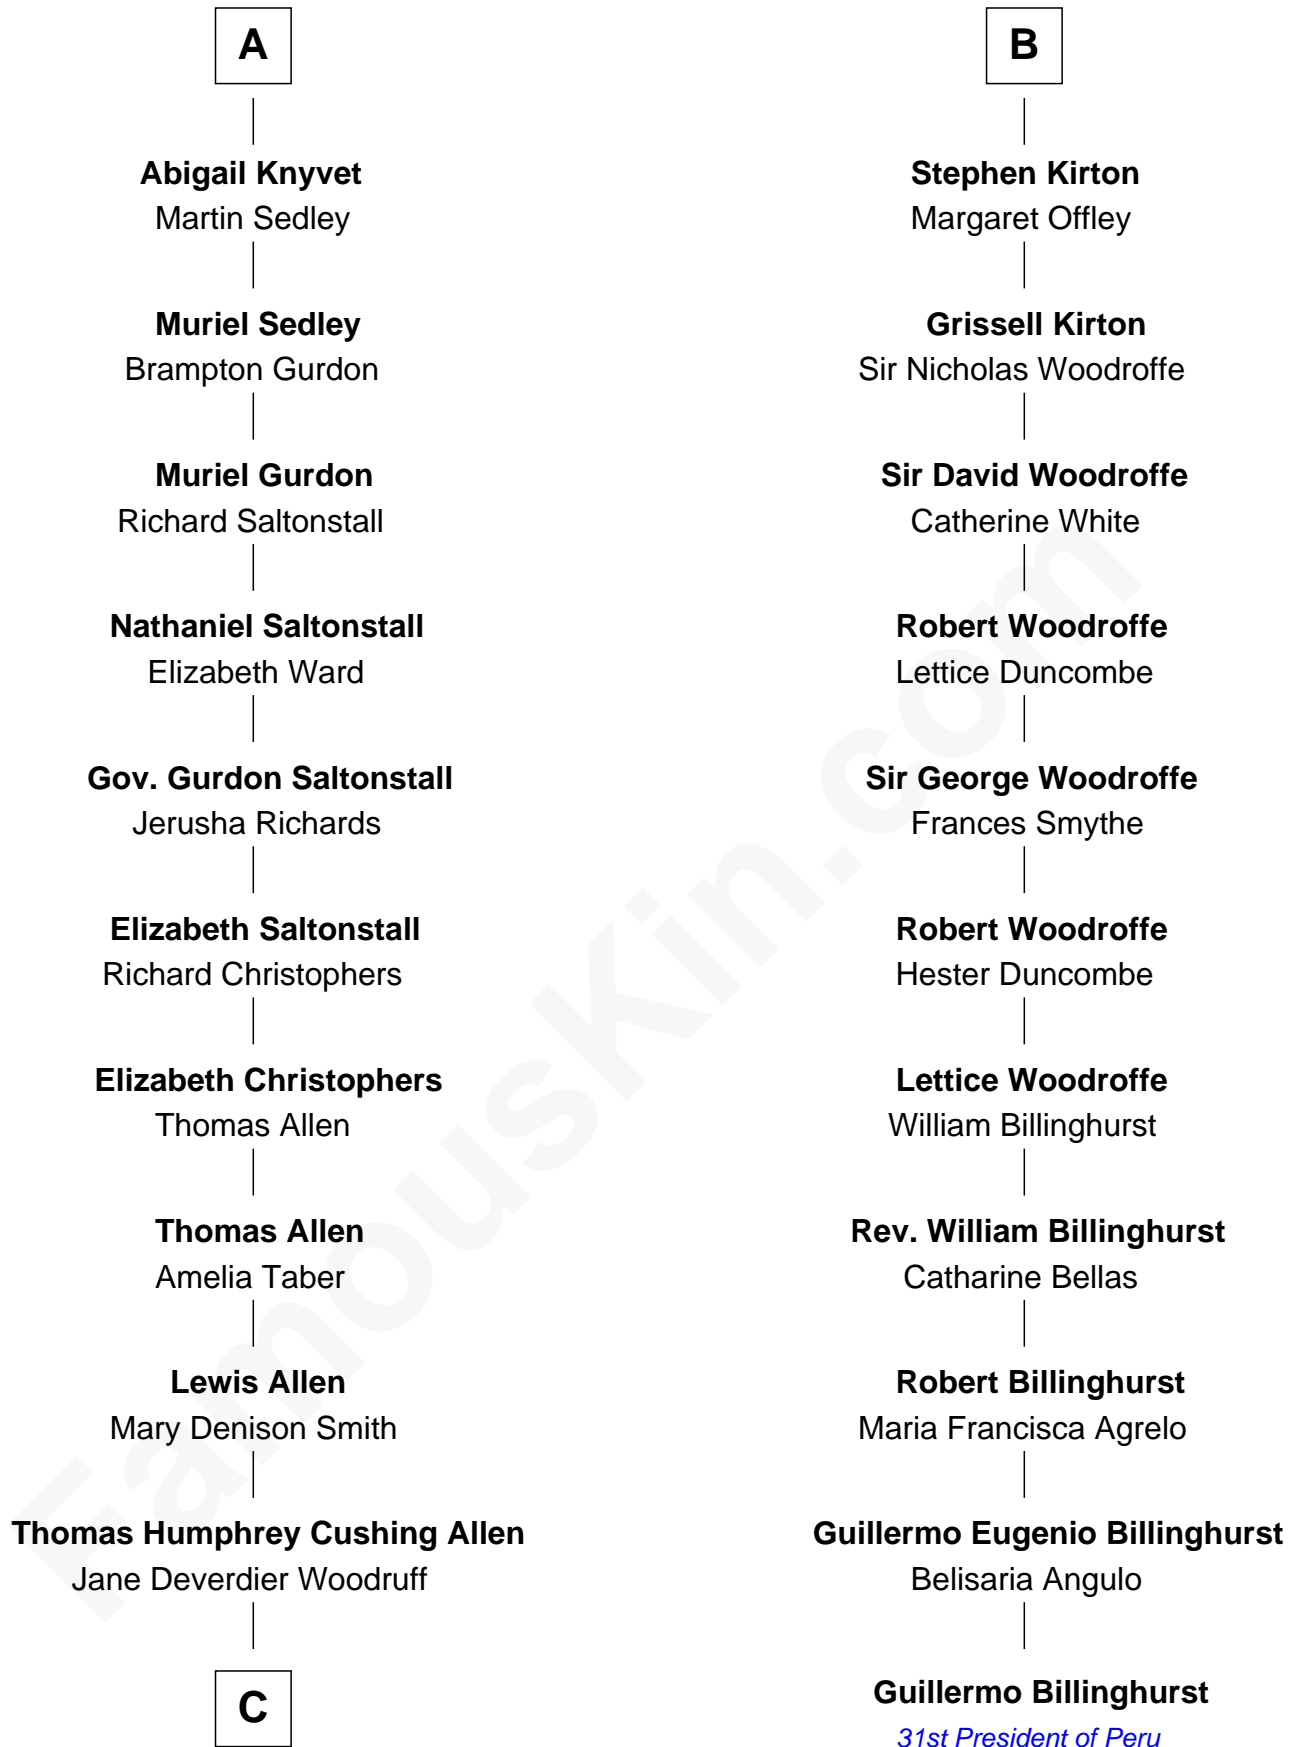 A
Abigail Knyvet
Martin Sedley
Muriel Sedley
Brampton Gurdon
Muriel Gurdon
Richard Saltonstall
Nathaniel Saltonstall
Elizabeth Ward
Gov. Gurdon Saltonstall
Jerusha Richards
Elizabeth Saltonstall
Richard Christophers
Elizabeth Christophers
Thomas Allen
Thomas Allen
Amelia Taber
Lewis Allen
Mary Denison Smith
Thomas Humphrey Cushing Allen
Jane Deverdier Woodruff
C
B
Stephen Kirton
Margaret Offley
Grissell Kirton
Sir Nicholas Woodroffe
Sir David Woodroffe
Catherine White
Robert Woodroffe
Lettice Duncombe
Sir George Woodroffe
Frances Smythe
Robert Woodroffe
Hester Duncombe
Lettice Woodroffe
William Billinghurst
Rev. William Billinghurst
Catharine Bellas
Robert Billinghurst
Maria Francisca Agrelo
Guillermo Eugenio Billinghurst
Belisaria Angulo
Guillermo Billinghurst
31st President of Peru
FamousKin.com